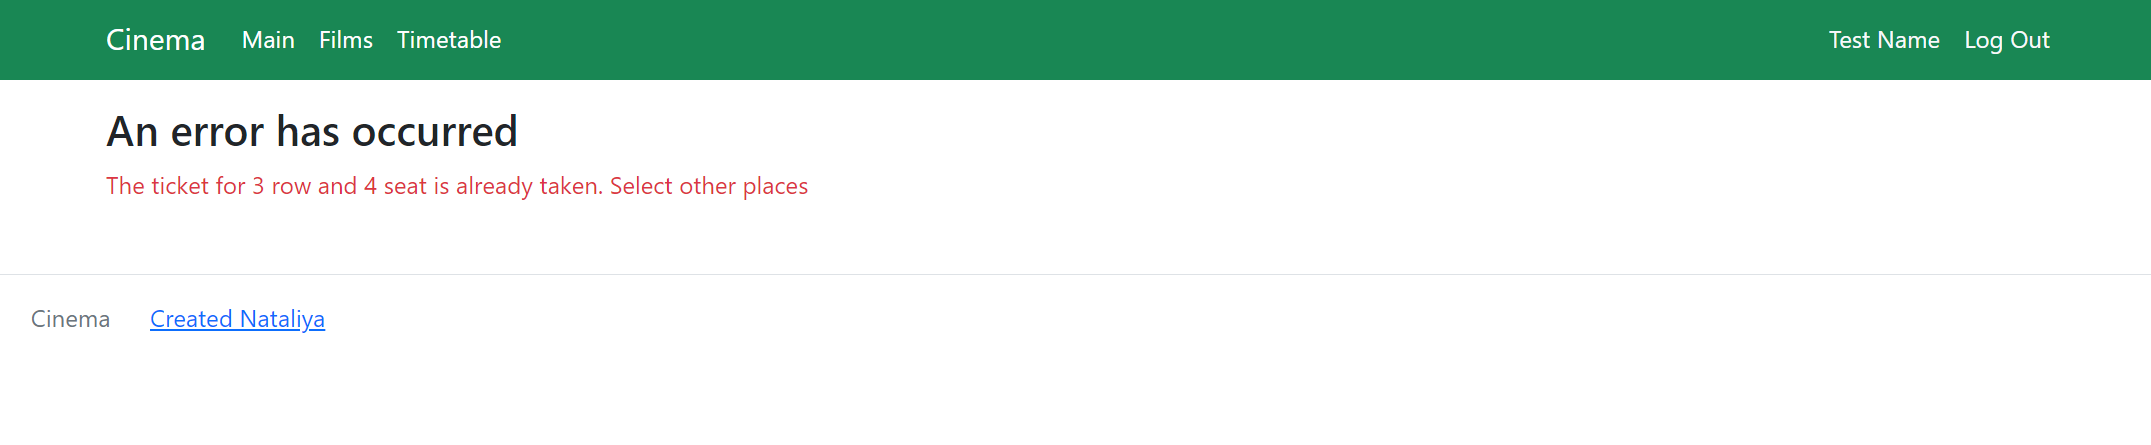 Cinema Main Films Timetable Test Name Log Out
An error has occurred
The ticket for 3 row and 4 seat is already taken. Select other places
Cinema Created Nataliya